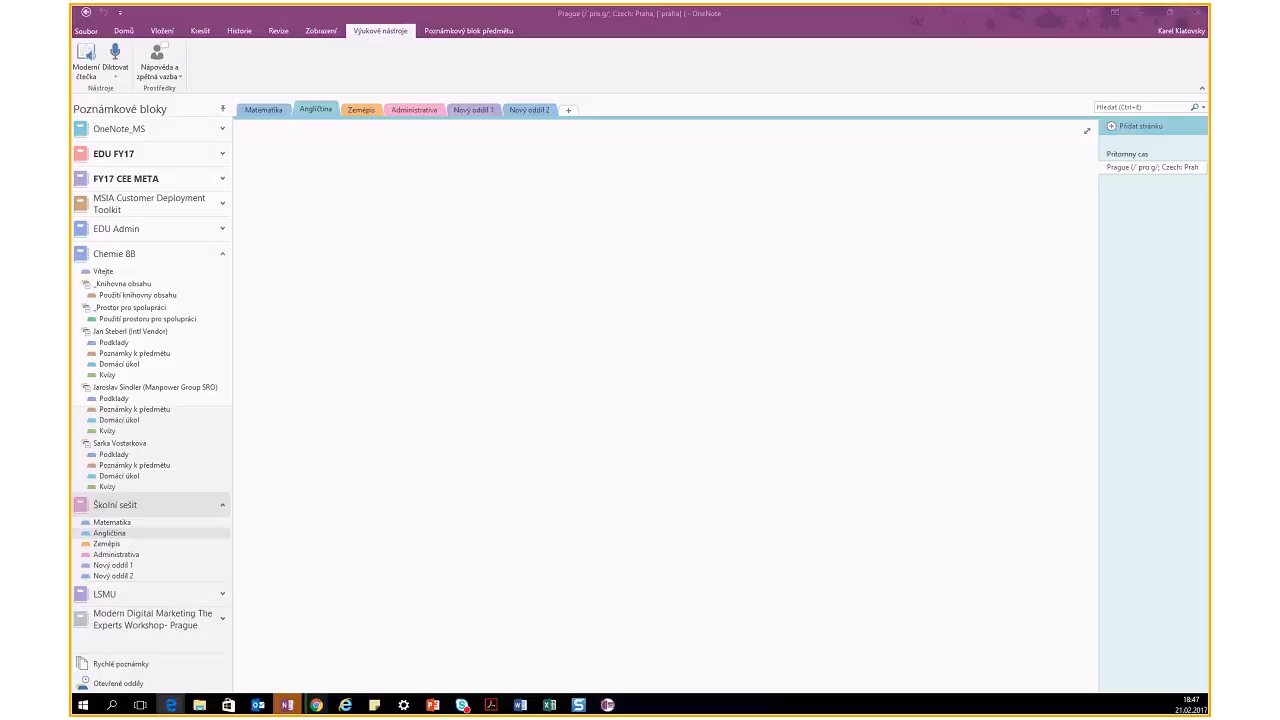 Prague (/ˈprɑːɡ/; Czech: Praha, [ˈpraɦa] ( - OneNote
Soubor Domů Vložení Kreslit Historie Revize Zobrazení Výukové nástroje Poznámkový blok předmětu Karel Klatovsky
Moderní čtečka
Diktovat
Nápověda a zpětná vazba
Nástroje
Prostředky
Poznámkové bloky
Matematika Angličtina Zeměpis Administrativa Nový oddíl 1 Nový oddíl 2 +
Hledat (Ctrl+E)
OneNote_MS
EDU FY17
FY17 CEE META
MSIA Customer Deployment
Toolkit
EDU Admin
Chemie 8B
Vítejte
_Knihovna obsahu
Použití knihovny obsahu
_Prostor pro spolupráci
Použití prostoru pro spolupráci
Jan Steberl (Intl Vendor)
Podklady
Poznámky k předmětu
Domácí úkol
Kvízy
Jaroslav Sindler (Manpower Group SRO)
Podklady
Poznámky k předmětu
Domácí úkol
Kvízy
Sarka Vostarkova
Podklady
Poznámky k předmětu
Domácí úkol
Kvízy
Školní sešit
Matematika
Angličtina
Zeměpis
Administrativa
Nový oddíl 1
Nový oddíl 2
LSMU
Modern Digital Marketing The
Experts Workshop- Prague
Rychlé poznámky
Otevřené oddíly
Přidat stránku
Pritomny cas
Prague (/ˈprɑːɡ/; Czech: Prah
18:47
21.02.2017